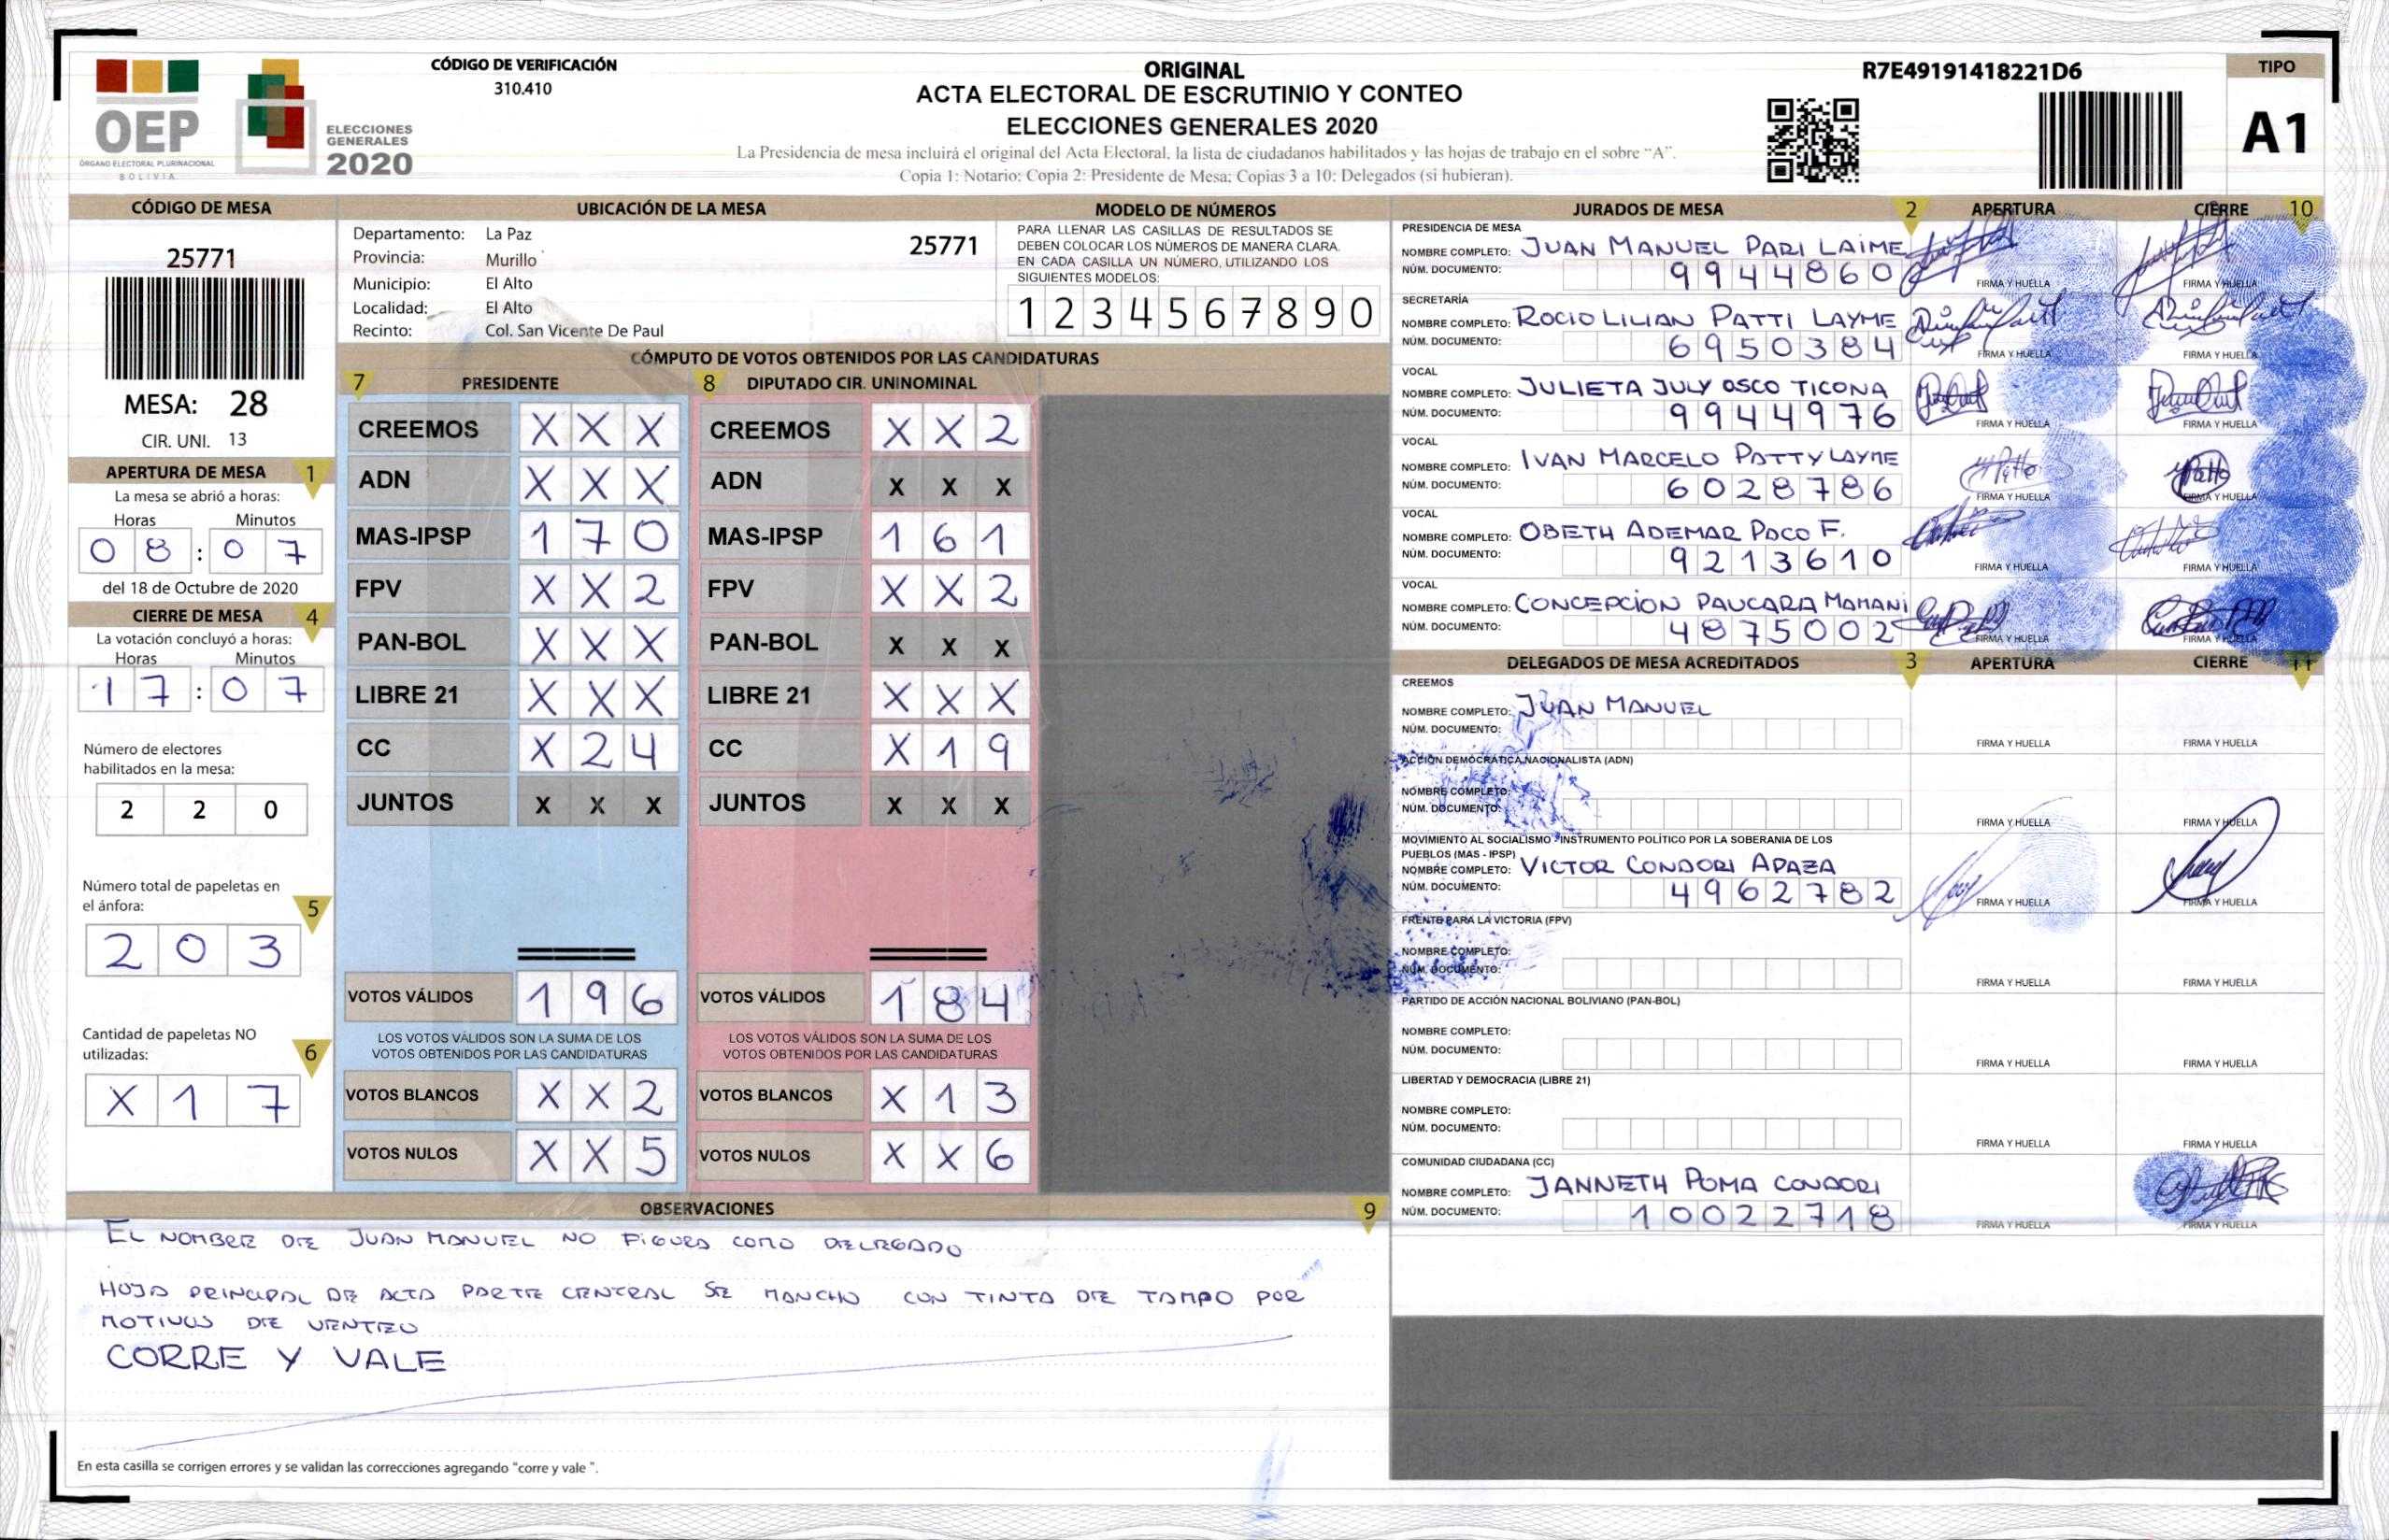 CÓDIGO DE VERIFICACIÓN
310.410
OEP
ÓRGANO ELECTORAL PLURINACIONAL
BOLIVIA
ELECCIONES
GENERALES
2020
ORIGINAL
ACTA ELECTORAL DE ESCRUTINIO Y CONTEO
ELECCIONES GENERALES 2020
La Presidencia de mesa incluirá el original del Acta Electoral, la lista de ciudadanos habilitados y las hojas de trabajo en el sobre "A".
Copia 1: Notario; Copia 2: Presidente de Mesa; Copias 3 a 10: Delegados (si hubieran).
R7E49191418221D6
TIPO
A1
CÓDIGO DE MESA
25771
MESA: 28
CIR. UNI. 13
APERTURA DE MESA 1
La mesa se abrió a horas:
Horas Minutos
08:07
del 18 de Octubre de 2020
CIERRE DE MESA 4
La votación concluyó a horas:
Horas Minutos
17:07
Número de electores
habilitados en la mesa:
2 2 0
Número total de papeletas en
el ánfora: 5
2 0 3
Cantidad de papeletas NO
utilizadas: 6
X 1 7
UBICACIÓN DE LA MESA
Departamento: La Paz
25771
Provincia: Murillo
Municipio: El Alto
Localidad: El Alto
Recinto: Col. San Vicente De Paul
MODELO DE NÚMEROS
PARA LLENAR LAS CASILLAS DE RESULTADOS SE
DEBEN COLOCAR LOS NÚMEROS DE MANERA CLARA.
EN CADA CASILLA UN NÚMERO, UTILIZANDO LOS
SIGUIENTES MODELOS:
1 2 3 4 5 6 7 8 9 0
CÓMPUTO DE VOTOS OBTENIDOS POR LAS CANDIDATURAS
7 PRESIDENTE 8 DIPUTADO CIR. UNINOMINAL
CREEMOS X X X CREEMOS X X 2
ADN X X X ADN X X X
MAS-IPSP 1 7 0 MAS-IPSP 1 6 1
FPV X X 2 FPV X X 2
PAN-BOL X X X PAN-BOL X X X
LIBRE 21 X X X LIBRE 21 X X X
CC X 2 4 CC X 1 9
JUNTOS X X X JUNTOS X X X
VOTOS VÁLIDOS 1 9 6 VOTOS VÁLIDOS 1 8 4
LOS VOTOS VÁLIDOS SON LA SUMA DE LOS LOS VOTOS VÁLIDOS SON LA SUMA DE LOS
VOTOS OBTENIDOS POR LAS CANDIDATURAS VOTOS OBTENIDOS POR LAS CANDIDATURAS
VOTOS BLANCOS X X 2 VOTOS BLANCOS X 1 3
VOTOS NULOS X X 5 VOTOS NULOS X X 6
JURADOS DE MESA 2 APERTURA CIERRE 10
PRESIDENCIA DE MESA
NOMBRE COMPLETO: JUAN MANUEL PARI LAIME
NÚM. DOCUMENTO: 9944860 FIRMA Y HUELLA FIRMA Y HUELLA
SECRETARÍA
NOMBRE COMPLETO: ROCIO LILIAN PATTI LAYME
NÚM. DOCUMENTO: 6950384 FIRMA Y HUELLA FIRMA Y HUELLA
VOCAL
NOMBRE COMPLETO: JULIETA JULY OSCO TICONA
NÚM. DOCUMENTO: 9944976 FIRMA Y HUELLA FIRMA Y HUELLA
VOCAL
NOMBRE COMPLETO: IVAN MARCELO PATTY LAYME
NÚM. DOCUMENTO: 6028786 FIRMA Y HUELLA FIRMA Y HUELLA
VOCAL
NOMBRE COMPLETO: OBETH ADEMAR POCO F.
NÚM. DOCUMENTO: 9213610 FIRMA Y HUELLA FIRMA Y HUELLA
VOCAL
NOMBRE COMPLETO: CONCEPCION PAUCARA MAMANI
NÚM. DOCUMENTO: 4875002 FIRMA Y HUELLA FIRMA Y HUELLA
DELEGADOS DE MESA ACREDITADOS 3 APERTURA CIERRE 11
CREEMOS
NOMBRE COMPLETO: JUAN MANUEL
NÚM. DOCUMENTO: FIRMA Y HUELLA FIRMA Y HUELLA
ACCIÓN DEMOCRÁTICA NACIONALISTA (ADN)
NOMBRE COMPLETO:
NÚM. DOCUMENTO: FIRMA Y HUELLA FIRMA Y HUELLA
MOVIMIENTO AL SOCIALISMO - INSTRUMENTO POLÍTICO POR LA SOBERANIA DE LOS
PUEBLOS (MAS - IPSP)
NOMBRE COMPLETO: VICTOR CONDORI APAZA
NÚM. DOCUMENTO: 4962782 FIRMA Y HUELLA FIRMA Y HUELLA
FRENTE PARA LA VICTORIA (FPV)
NOMBRE COMPLETO:
NÚM. DOCUMENTO: FIRMA Y HUELLA FIRMA Y HUELLA
PARTIDO DE ACCIÓN NACIONAL BOLIVIANO (PAN-BOL)
NOMBRE COMPLETO:
NÚM. DOCUMENTO: FIRMA Y HUELLA FIRMA Y HUELLA
LIBERTAD Y DEMOCRACIA (LIBRE 21)
NOMBRE COMPLETO:
NÚM. DOCUMENTO: FIRMA Y HUELLA FIRMA Y HUELLA
COMUNIDAD CIUDADANA (CC)
NOMBRE COMPLETO: JANNETH POMA CONDORI
NÚM. DOCUMENTO: 10022718 FIRMA Y HUELLA FIRMA Y HUELLA
OBSERVACIONES 9
EL NOMBRE DE JUAN MANUEL NO FIGURA COMO DELEGADO
HOJA PRINCIPAL DE ACTA PARTE CENTRAL SE MANCHO CON TINTA DE TAMPO POR
MOTIVOS DE VENTEO
CORRE Y VALE
En esta casilla se corrigen errores y se validan las correcciones agregando "corre y vale ".